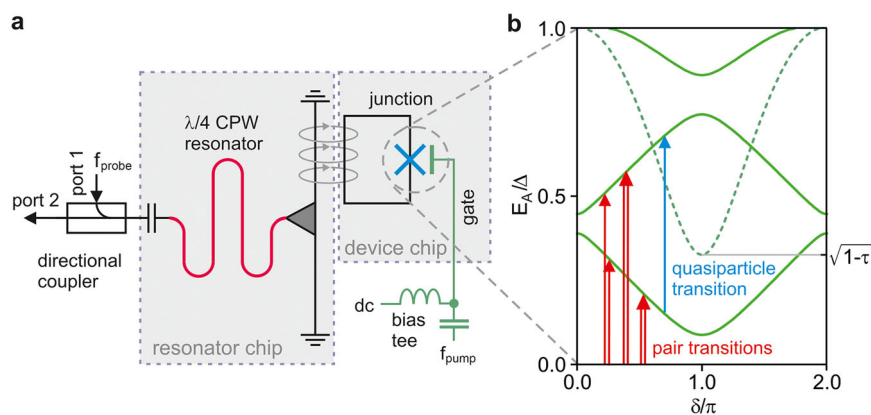 a
λ/4 CPW
resonator
junction
port 1
f_probe
port 2
directional
coupler
gate
device chip
resonator chip
dc
bias
tee
f_pump
b
E_A/Δ
1.0
0.5
0.0
√1-τ
quasiparticle
transition
pair transitions
0.0
1.0
2.0
δ/π